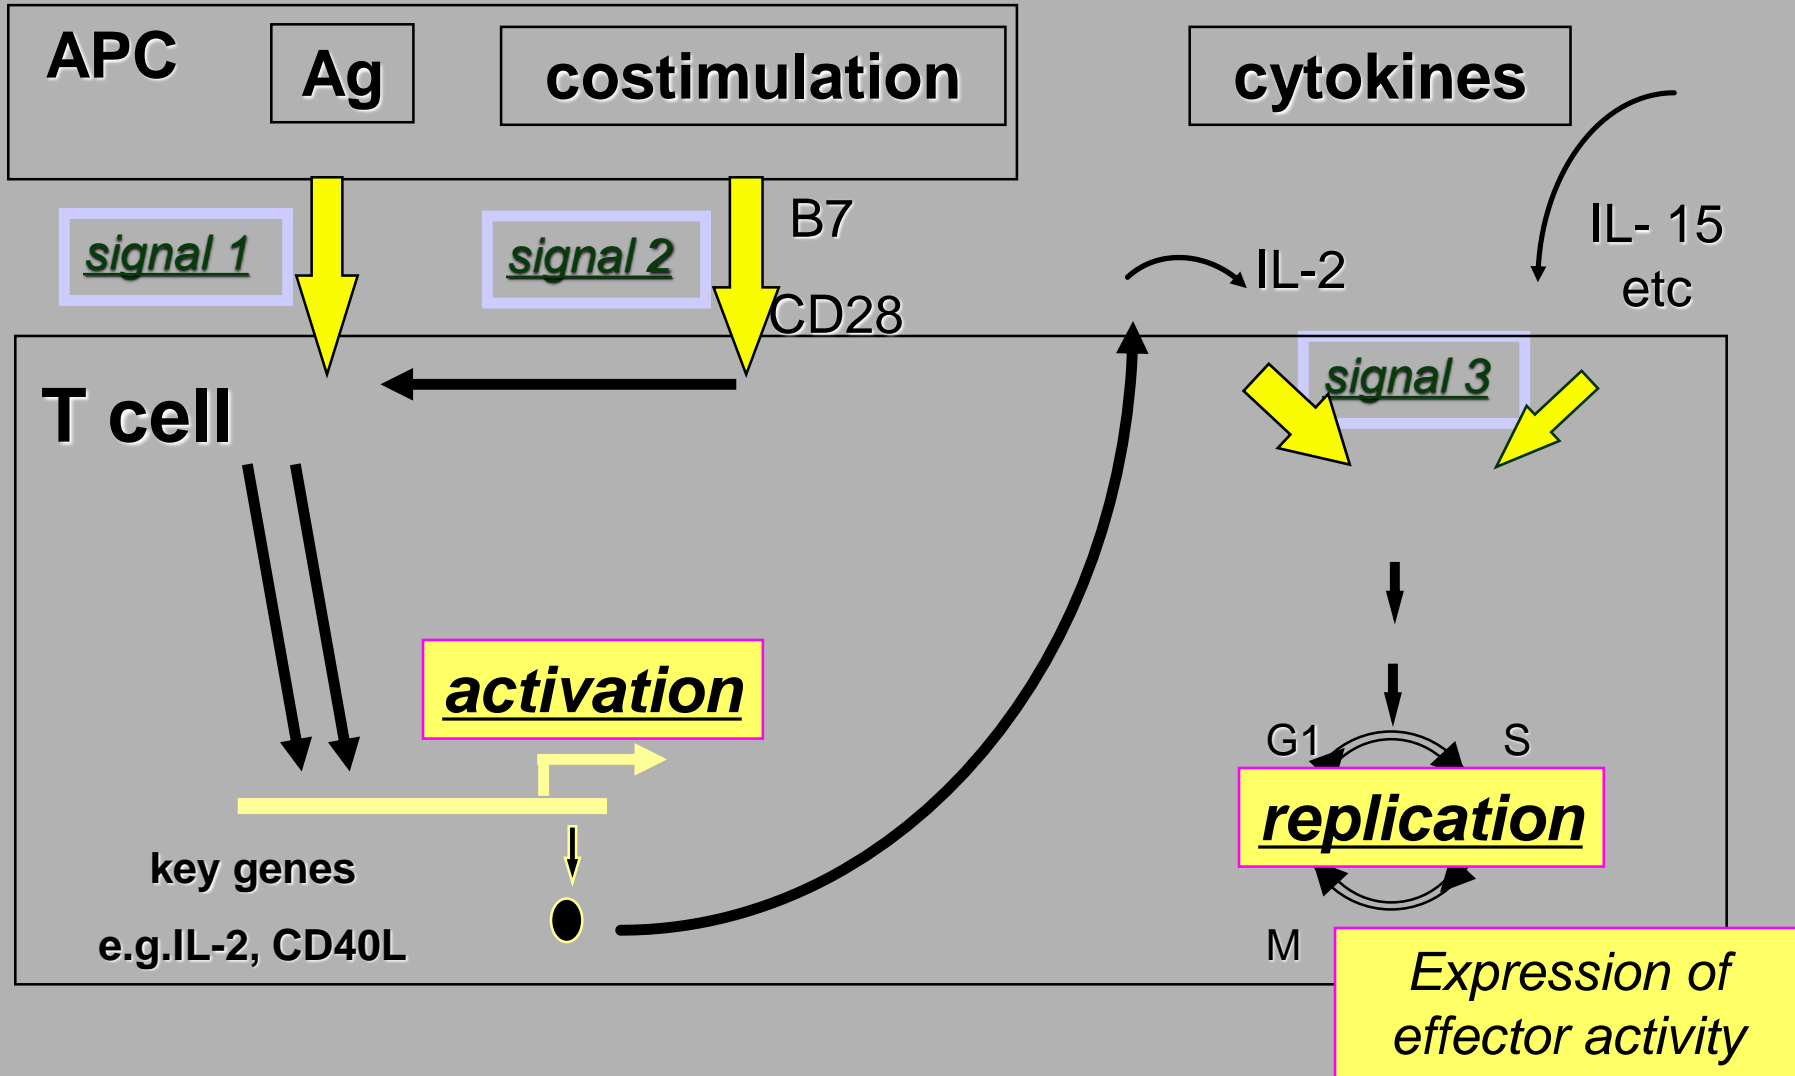 APC
Ag
costimulation
cytokines
signal 1
signal 2
B7
CD28
IL-2
IL- 15
etc
signal 3
T cell
activation
key genes
e.g.IL-2, CD40L
G1
S
replication
M
Expression of
effector activity